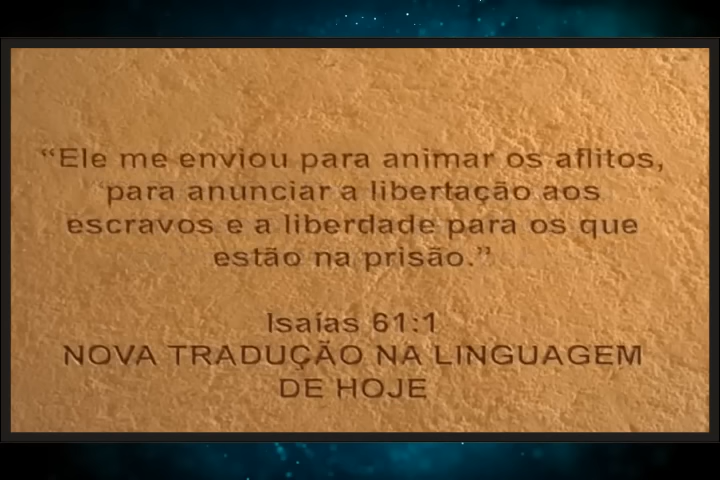 “Ele me enviou para animar os aflitos,
para anunciar a libertação aos
escravos e a liberdade para os que
estão na prisão.”
Isaías 61:1
NOVA TRADUÇÃO NA LINGUAGEM
DE HOJE